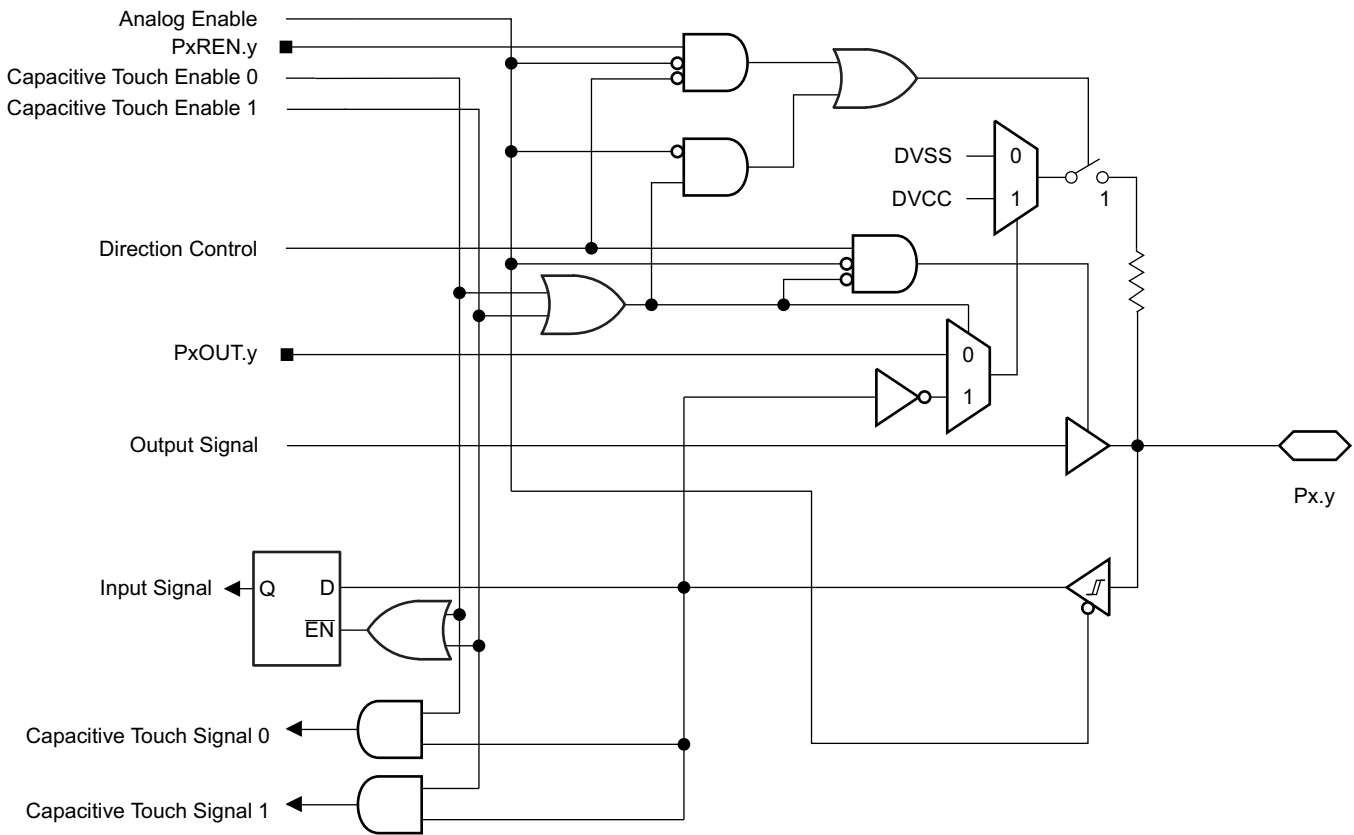 Analog Enable
PxREN.y
Capacitive Touch Enable 0
Capacitive Touch Enable 1
DVSS
0
DVCC
1
1
Direction Control
PxOUT.y
0
1
Output Signal
Px.y
Input Signal
Q
D
EN
Capacitive Touch Signal 0
Capacitive Touch Signal 1